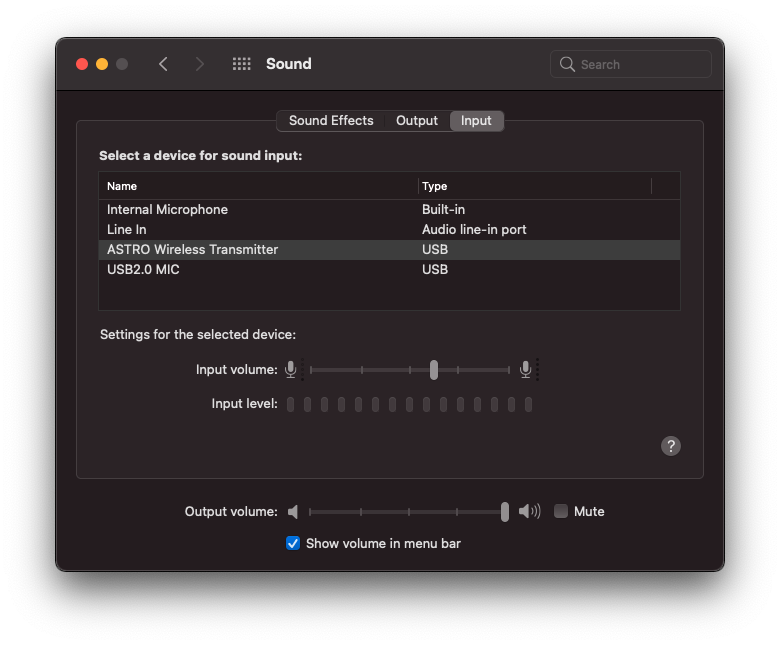 Sound
Search
Sound Effects Output Input
Select a device for sound input:
Name Type
Internal Microphone Built-in
Line In Audio line-in port
ASTRO Wireless Transmitter USB
USB2.0 MIC USB
Settings for the selected device:
Input volume:
Input level:
?
Output volume: Mute
Show volume in menu bar